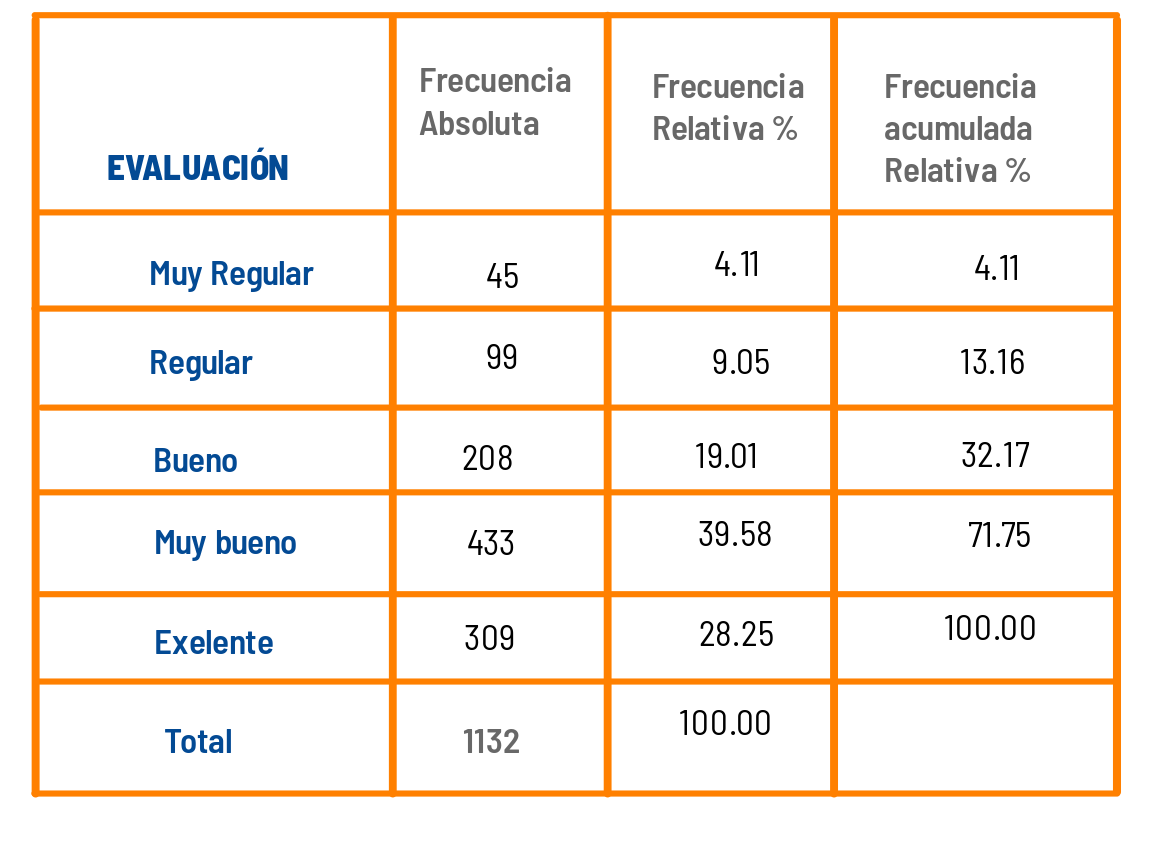 EVALUACIÓN
Frecuencia
Absoluta
Frecuencia
Relativa %
Frecuencia
acumulada
Relativa %
Muy Regular 45 4.11 4.11
Regular 99 9.05 13.16
Bueno 208 19.01 32.17
Muy bueno 433 39.58 71.75
Exelente 309 28.25 100.00
Total 1132 100.00